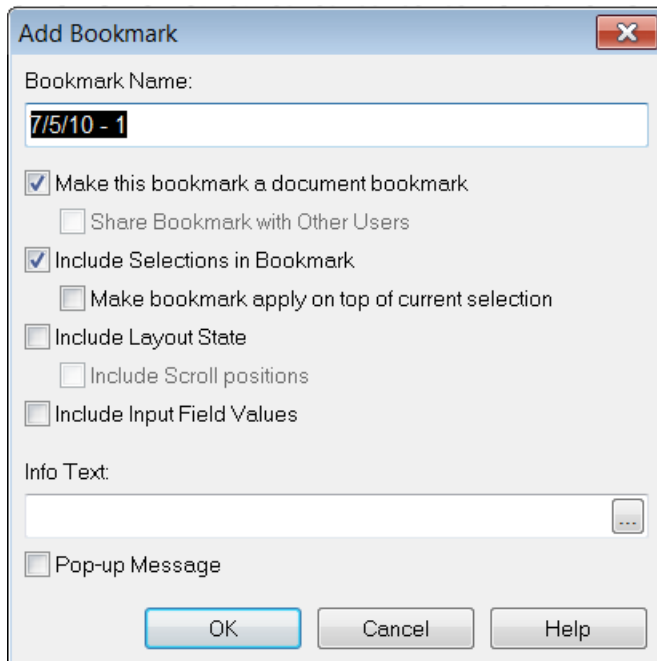 Add Bookmark
Bookmark Name:
7/5/10 - 1
Make this bookmark a document bookmark
Share Bookmark with Other Users
Include Selections in Bookmark
Make bookmark apply on top of current selection
Include Layout State
Include Scroll positions
Include Input Field Values
Info Text:
...
Pop-up Message
OK Cancel Help